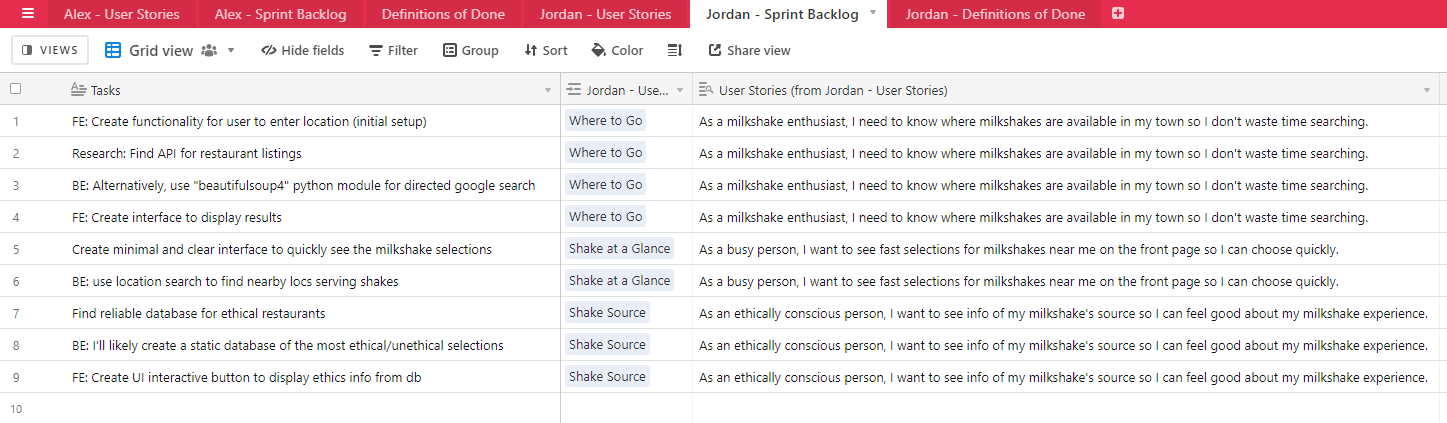 Alex - User Stories
Alex - Sprint Backlog
Definitions of Done
Jordan - User Stories
Jordan - Sprint Backlog
Jordan - Definitions of Done
VIEWS
Grid view
Hide fields
Filter
Group
Sort
Color
Share view
Tasks
Jordan - Use...
User Stories (from Jordan - User Stories)
1 FE: Create functionality for user to enter location (initial setup) Where to Go As a milkshake enthusiast, I need to know where milkshakes are available in my town so I don't waste time searching.
2 Research: Find API for restaurant listings Where to Go As a milkshake enthusiast, I need to know where milkshakes are available in my town so I don't waste time searching.
3 BE: Alternatively, use "beautifulsoup4" python module for directed google search Where to Go As a milkshake enthusiast, I need to know where milkshakes are available in my town so I don't waste time searching.
4 FE: Create interface to display results Where to Go As a milkshake enthusiast, I need to know where milkshakes are available in my town so I don't waste time searching.
5 Create minimal and clear interface to quickly see the milkshake selections Shake at a Glance As a busy person, I want to see fast selections for milkshakes near me on the front page so I can choose quickly.
6 BE: use location search to find nearby locs serving shakes Shake at a Glance As a busy person, I want to see fast selections for milkshakes near me on the front page so I can choose quickly.
7 Find reliable database for ethical restaurants Shake Source As an ethically conscious person, I want to see info of my milkshake's source so I can feel good about my milkshake experience.
8 BE: I'll likely create a static database of the most ethical/unethical selections Shake Source As an ethically conscious person, I want to see info of my milkshake's source so I can feel good about my milkshake experience.
9 FE: Create UI interactive button to display ethics info from db Shake Source As an ethically conscious person, I want to see info of my milkshake's source so I can feel good about my milkshake experience.
10